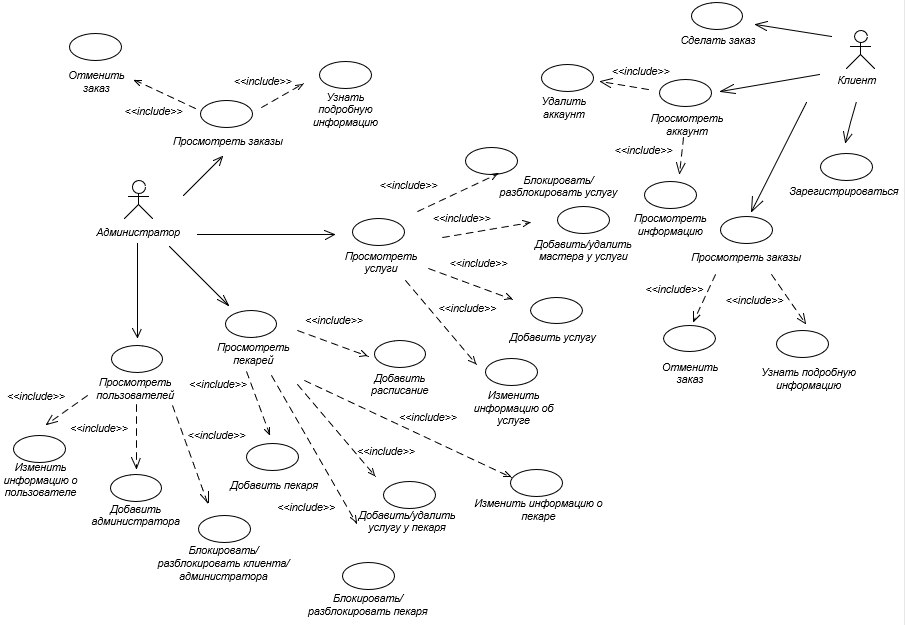 Сделать заказ
Клиент
Отменить
заказ
<<include>>
<<include>>
Узнать
подробную
информацию
Просмотреть заказы
<<include>>
Удалить
аккаунт
Просмотреть
аккаунт
<<include>>
Зарегистрироваться
Администратор
<<include>>
Блокировать/
разблокировать услугу
<<include>>
Добавить/удалить
мастера у услуги
Просмотреть
услуги
<<include>>
<<include>>
Добавить услугу
Изменить
информацию об
услуге
Просмотреть
информацию
Просмотреть заказы
<<include>>
<<include>>
Отменить
заказ
Узнать подробную
информацию
Просмотреть
пекарей
<<include>>
Добавить
расписание
Просмотреть
пользователей
<<include>>
<<include>>
<<include>>
<<include>>
<<include>>
<<include>>
<<include>>
Изменить
информацию о
пользователе
Добавить
администратора
Блокировать/
разблокировать клиента/
администратора
Добавить пекаря
Добавить/удалить
услугу у пекаря
Изменить информацию о
пекаре
Блокировать/
разблокировать пекаря